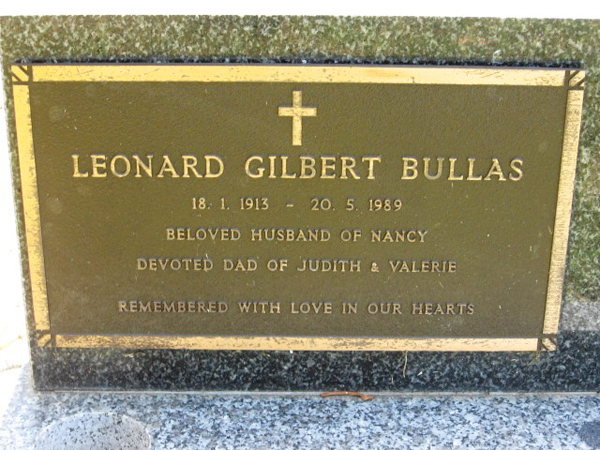 LEONARD GILBERT BULLAS
18. 1. 1913 - 20. 5. 1989
BELOVED HUSBAND OF NANCY
DEVOTED DAD OF JUDITH & VALERIE
REMEMBERED WITH LOVE IN OUR HEARTS